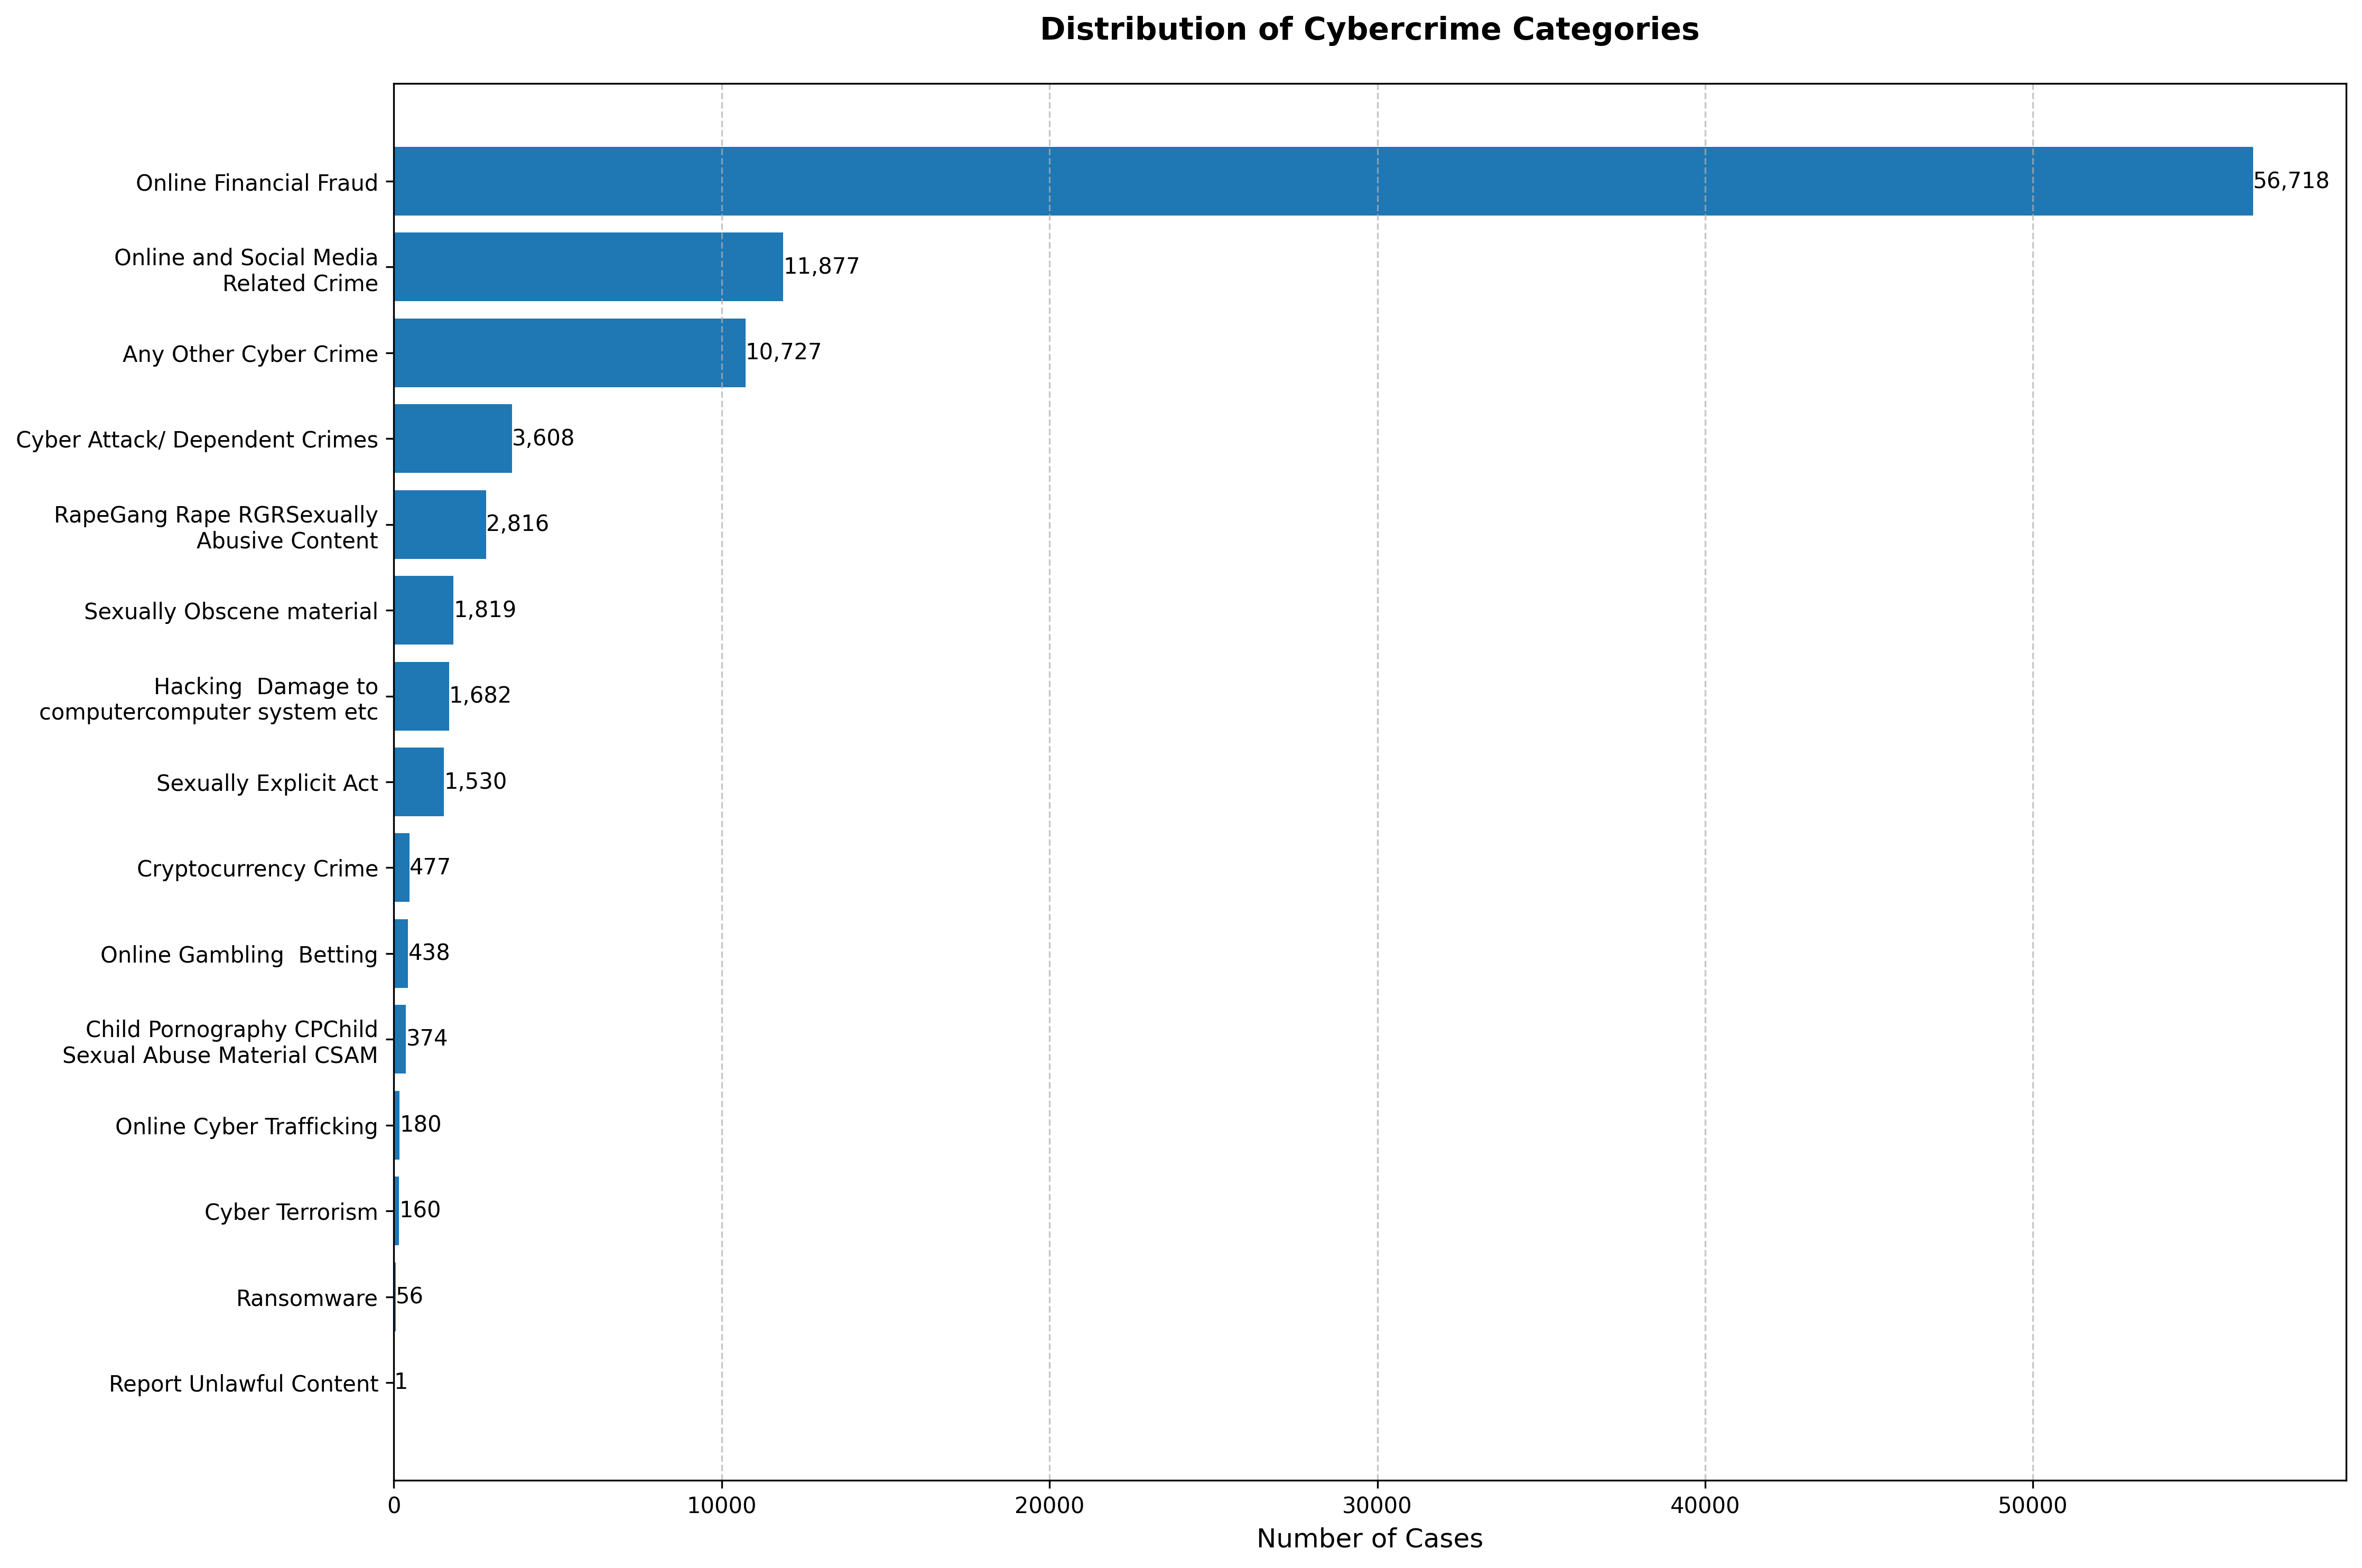 Distribution of Cybercrime Categories
Online Financial Fraud
56,718
Online and Social Media
Related Crime
11,877
Any Other Cyber Crime
10,727
Cyber Attack/ Dependent Crimes
3,608
RapeGang Rape RGRSexually
Abusive Content
2,816
Sexually Obscene material
1,819
Hacking  Damage to
computercomputer system etc
1,682
Sexually Explicit Act
1,530
Cryptocurrency Crime
477
Online Gambling  Betting
438
Child Pornography CPChild
Sexual Abuse Material CSAM
374
Online Cyber Trafficking
180
Cyber Terrorism
160
Ransomware
56
Report Unlawful Content
1
0 10000 20000 30000 40000 50000
Number of Cases